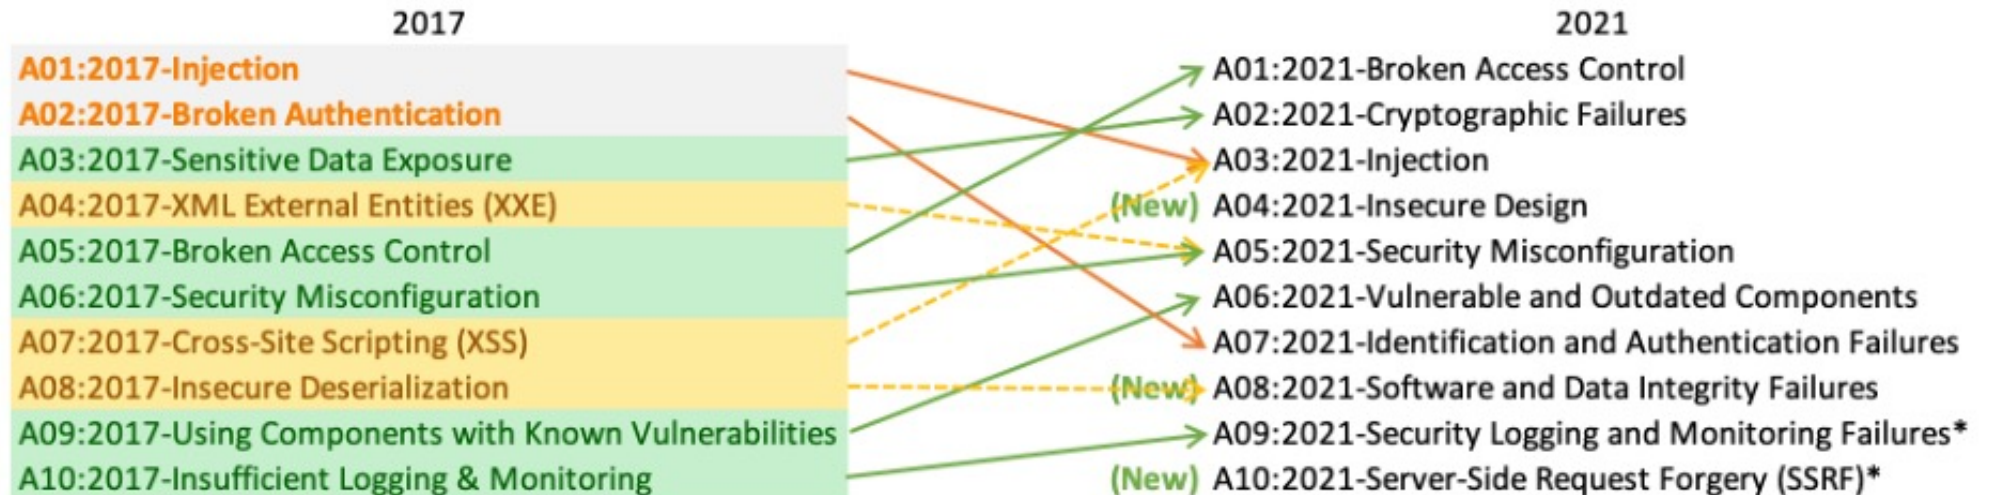 2017
A01:2017-Injection
A02:2017-Broken Authentication
A03:2017-Sensitive Data Exposure
A04:2017-XML External Entities (XXE)
A05:2017-Broken Access Control
A06:2017-Security Misconfiguration
A07:2017-Cross-Site Scripting (XSS)
A08:2017-Insecure Deserialization
A09:2017-Using Components with Known Vulnerabilities
A10:2017-Insufficient Logging & Monitoring
2021
A01:2021-Broken Access Control
A02:2021-Cryptographic Failures
A03:2021-Injection
(New) A04:2021-Insecure Design
A05:2021-Security Misconfiguration
A06:2021-Vulnerable and Outdated Components
A07:2021-Identification and Authentication Failures
(New) A08:2021-Software and Data Integrity Failures
A09:2021-Security Logging and Monitoring Failures*
(New) A10:2021-Server-Side Request Forgery (SSRF)*